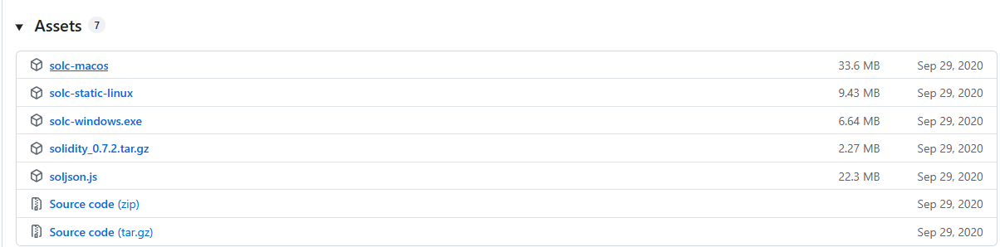 Assets 7
solc-macos 33.6 MB Sep 29, 2020
solc-static-linux 9.43 MB Sep 29, 2020
solc-windows.exe 6.64 MB Sep 29, 2020
solidity_0.7.2.tar.gz 2.27 MB Sep 29, 2020
soljson.js 22.3 MB Sep 29, 2020
Source code (zip) Sep 29, 2020
Source code (tar.gz) Sep 29, 2020